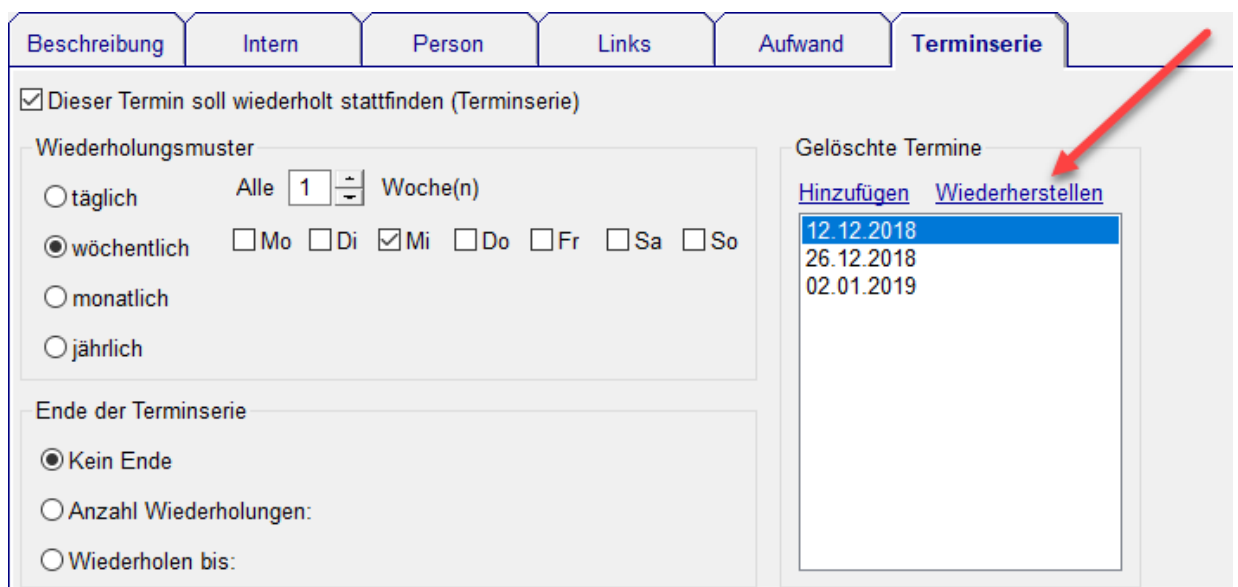 Beschreibung Intern Person Links Aufwand Terminserie
Dieser Termin soll wiederholt stattfinden (Terminserie)
Wiederholungsmuster
täglich Alle 1 Woche(n)
wöchentlich Mo Di Mi Do Fr Sa So
monatlich
jährlich
Ende der Terminserie
Kein Ende
Anzahl Wiederholungen:
Wiederholen bis:
Gelöschte Termine
Hinzufügen Wiederherstellen
12.12.2018
26.12.2018
02.01.2019